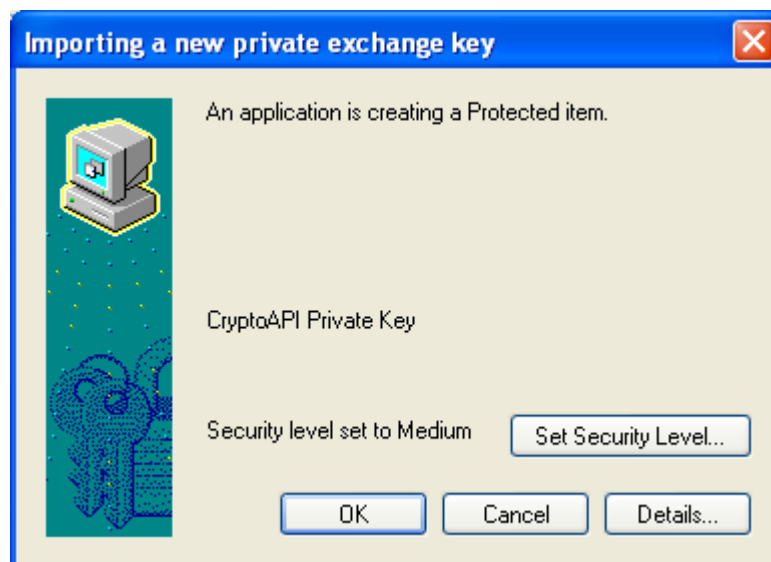 Importing a new private exchange key
An application is creating a Protected item.
CryptoAPI Private Key
Security level set to Medium
Set Security Level...
OK
Cancel
Details...